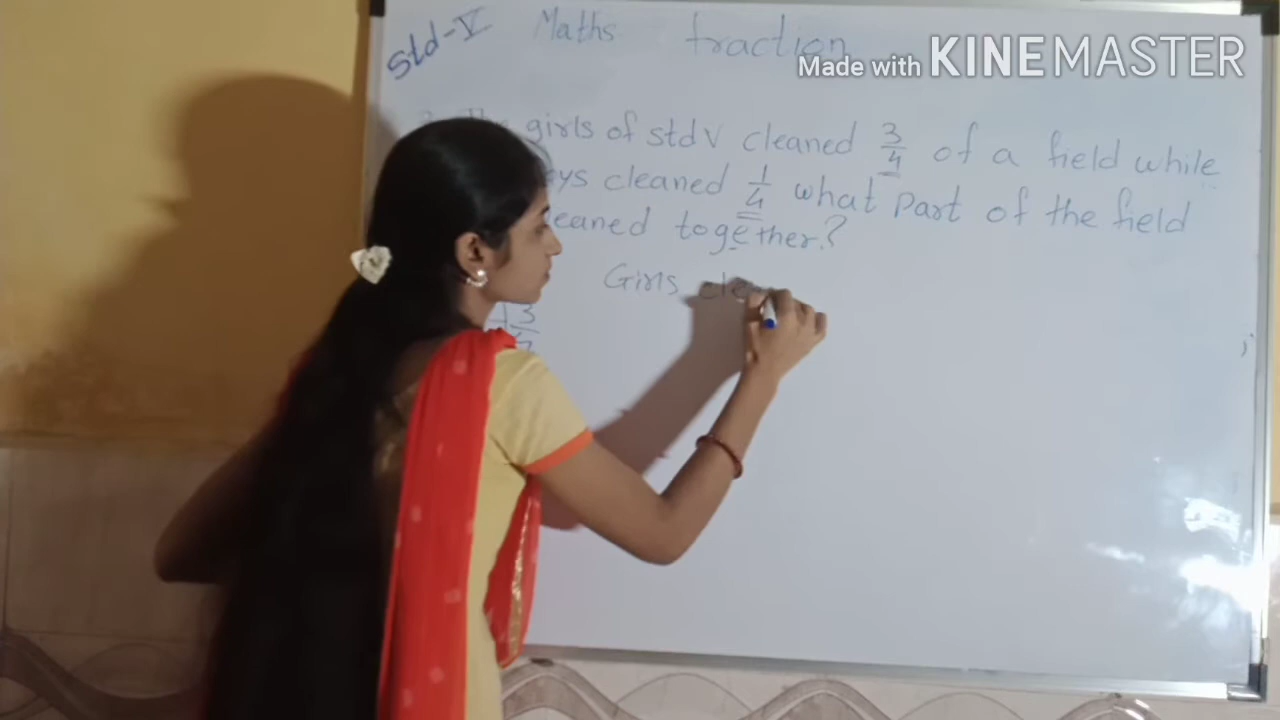 Std-V Maths fraction
Made with KINEMASTER
girls of std V cleaned 3/4 of a field while
cleaned 1/4 what part of the field
together?
Girls